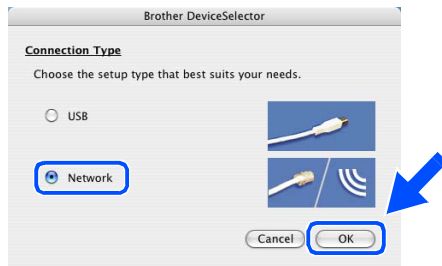 Brother DeviceSelector
Connection Type
Choose the setup type that best suits your needs.
USB
Network
Cancel
OK